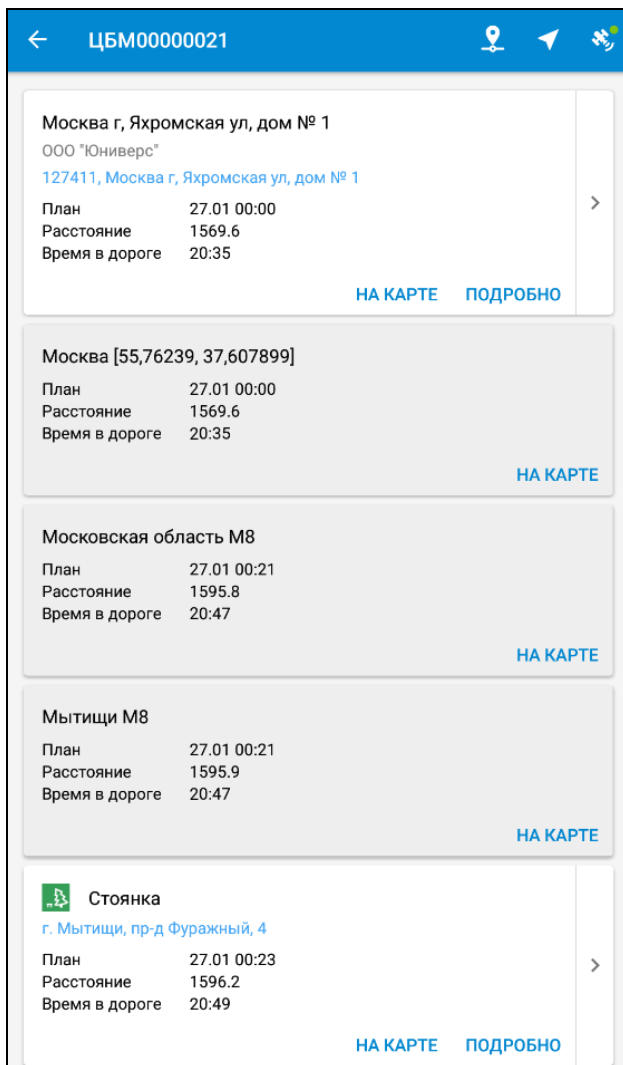 ЦБМ00000021
Москва г, Яхромская ул, дом № 1
ООО "Юниверс"
127411, Москва г, Яхромская ул, дом № 1
План 27.01 00:00
Расстояние 1569.6
Время в дороге 20:35
НА КАРТЕ ПОДРОБНО
Москва [55,76239, 37,607899]
План 27.01 00:00
Расстояние 1569.6
Время в дороге 20:35
НА КАРТЕ
Московская область М8
План 27.01 00:21
Расстояние 1595.8
Время в дороге 20:47
НА КАРТЕ
Мытищи М8
План 27.01 00:21
Расстояние 1595.9
Время в дороге 20:47
НА КАРТЕ
Стоянка
г. Мытищи, пр-д Фуражный, 4
План 27.01 00:23
Расстояние 1596.2
Время в дороге 20:49
НА КАРТЕ ПОДРОБНО